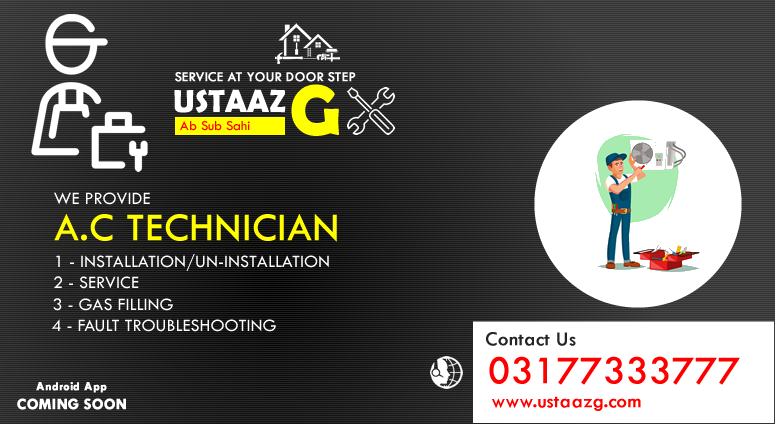 SERVICE AT YOUR DOOR STEP
USTAAZ G
Ab Sub Sahi
WE PROVIDE
A.C TECHNICIAN
1 - INSTALLATION/UN-INSTALLATION
2 - SERVICE
3 - GAS FILLING
4 - FAULT TROUBLESHOOTING
Contact Us
03177333777
www.ustaazg.com
Android App
COMING SOON